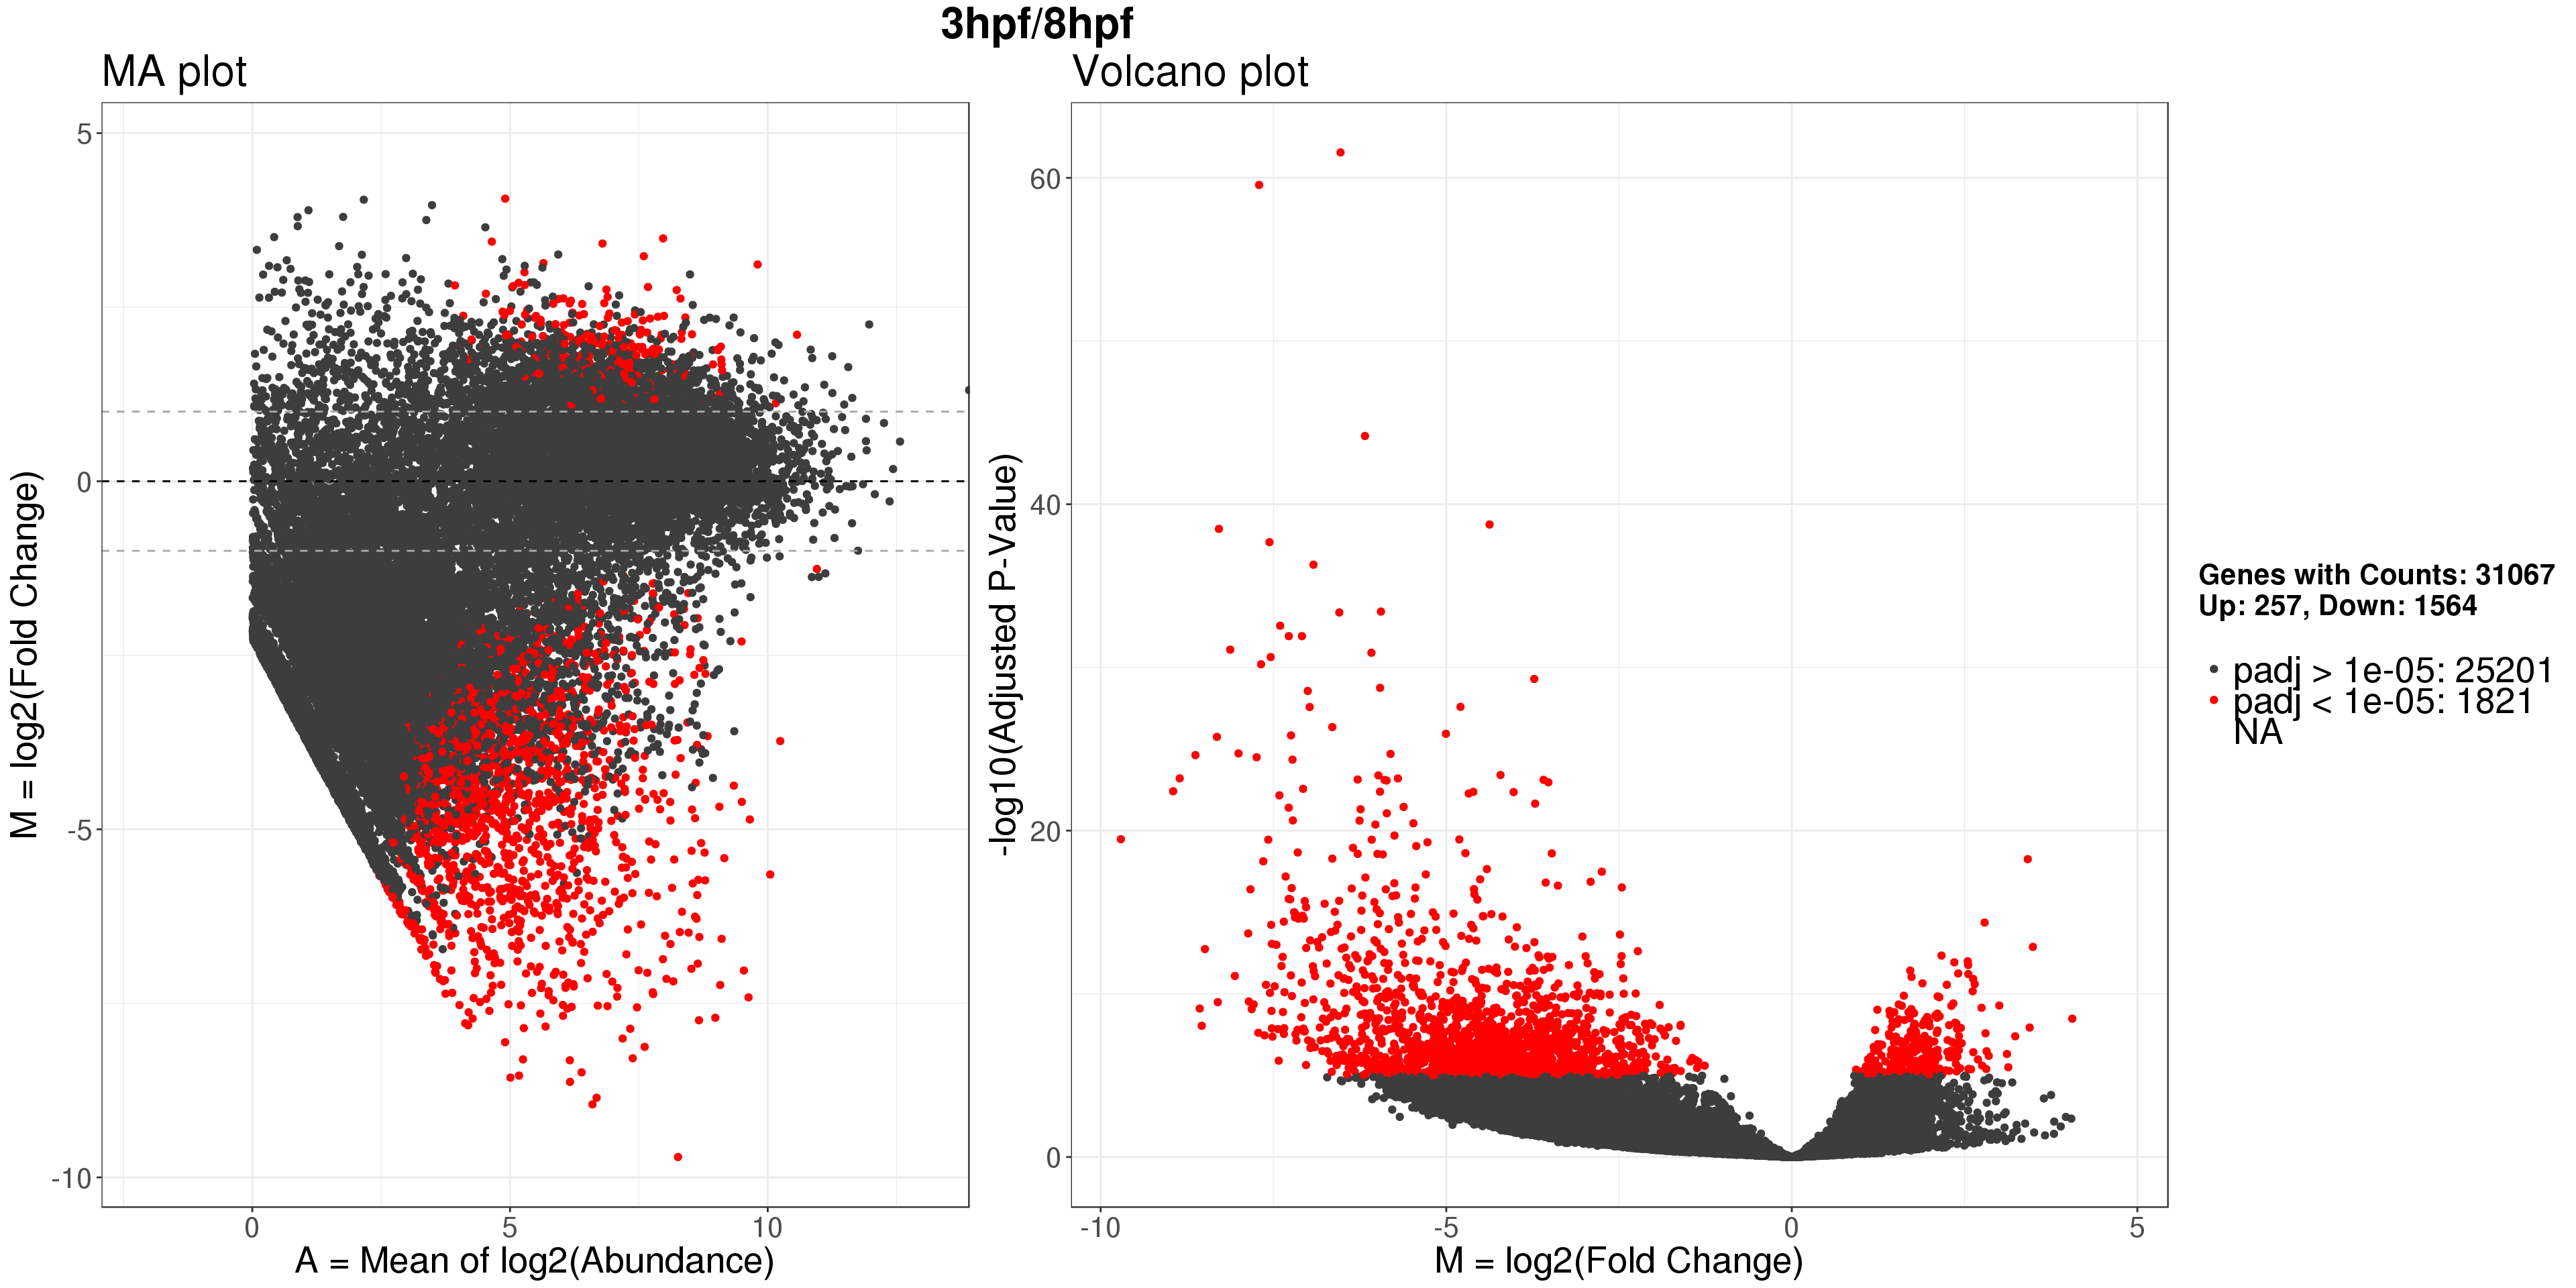 3hpf/8hpf
MA plot
Volcano plot
M = log2(Fold Change)
5
0
-5
-10
0
5
10
A = Mean of log2(Abundance)
-log10(Adjusted P-Value)
60
40
20
0
-10
-5
0
5
M = log2(Fold Change)
Genes with Counts: 31067
Up: 257, Down: 1564
padj > 1e-05: 25201
padj < 1e-05: 1821
NA